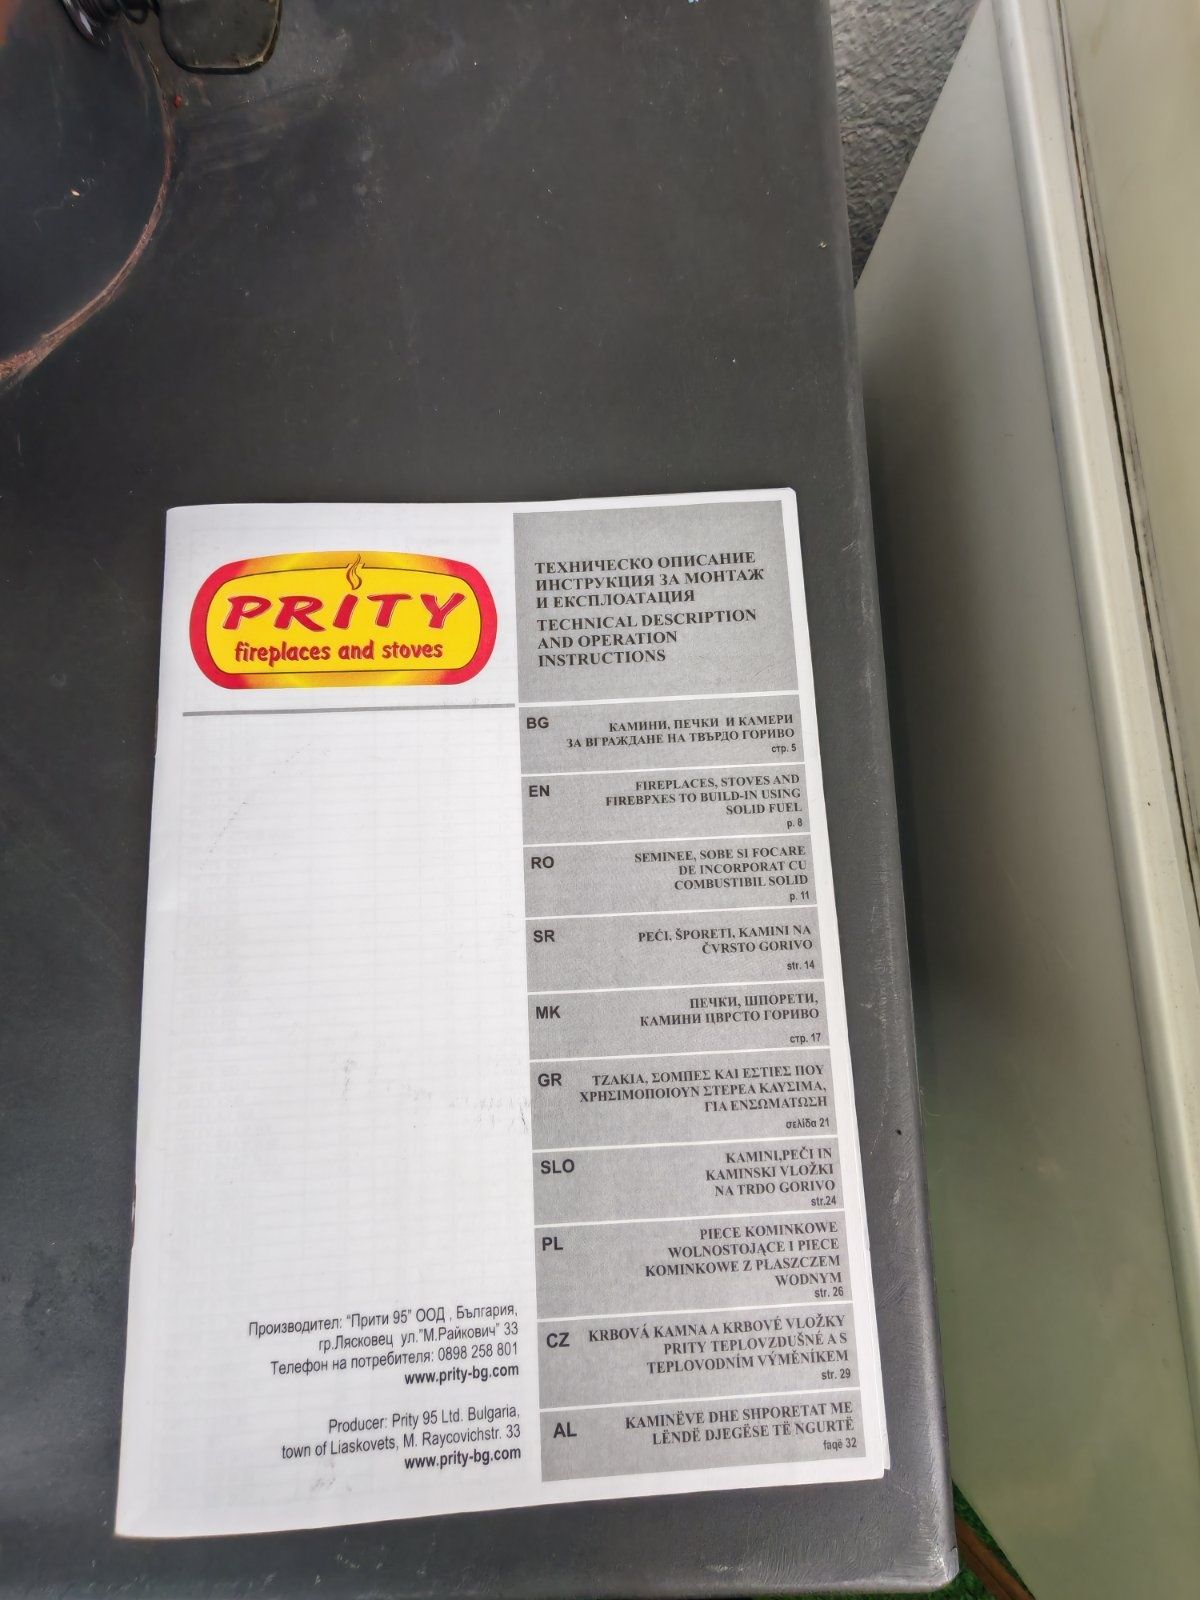 PRITY
fireplaces and stoves
ТЕХНИЧЕСКО ОПИСАНИЕ
ИНСТРУКЦИЯ ЗА МОНТАЖ
И ЕКСПЛОАТАЦИЯ
TECHNICAL DESCRIPTION
AND OPERATION
INSTRUCTIONS
BG
КАМИНИ, ПЕЧКИ И КАМЕРИ
ЗА ВГРАЖДАНЕ НА ТВЪРДО ГОРИВО
стр. 5
EN
FIREPLACES, STOVES AND
FIREBPXES TO BUILD-IN USING
SOLID FUEL
p. 8
RO
SEMINEE, SOBE SI FOCARE
DE INCORPORAT CU
COMBUSTIBIL SOLID
p. 11
SR
PEĆI, ŠPORETI, KAMINI NA
ČVRSTO GORIVO
str. 14
MK
ПЕЧКИ, ШПОРЕТИ,
КАМИНИ ЦВРСТО ГОРИВО
стр. 17
GR
ΤΖΑΚΙΑ, ΣΟΜΠΕΣ ΚΑΙ ΕΣΤΙΕΣ ΠΟΥ
ΧΡΗΣΙΜΟΠΟΙΟΥΝ ΣΤΕΡΕΑ ΚΑΥΣΙΜΑ,
ΓΙΑ ΕΝΣΩΜΑΤΩΣΗ
σελίδα 21
SLO
KAMINI,PEČI IN
KAMINSKI VLOŽKI
NA TRDO GORIVO
str.24
PL
PIECE KOMINKOWE
WOLNOSTOJĄCE I PIECE
KOMINKOWE Z PLASZCZEM
WODNYM
str. 26
CZ
KRBOVÁ KAMNA A KRBOVÉ VLOŽKY
PRITY TEPLOVZDUŠNÉ A S
TEPLOVODNÍM VÝMĚNÍKEM
str. 29
AL
KAMINËVE DHE SHPORETAT ME
LËNDË DJEGËSE TË NGURTË
faqë 32
Производител: "Прити 95" ООД , България,
гр.Лясковец ул."М.Райкович" 33
Телефон на потребителя: 0898 258 801
www.prity-bg.com
Producer: Prity 95 Ltd. Bulgaria,
town of Liaskovets, M. Raycovichstr. 33
www.prity-bg.com